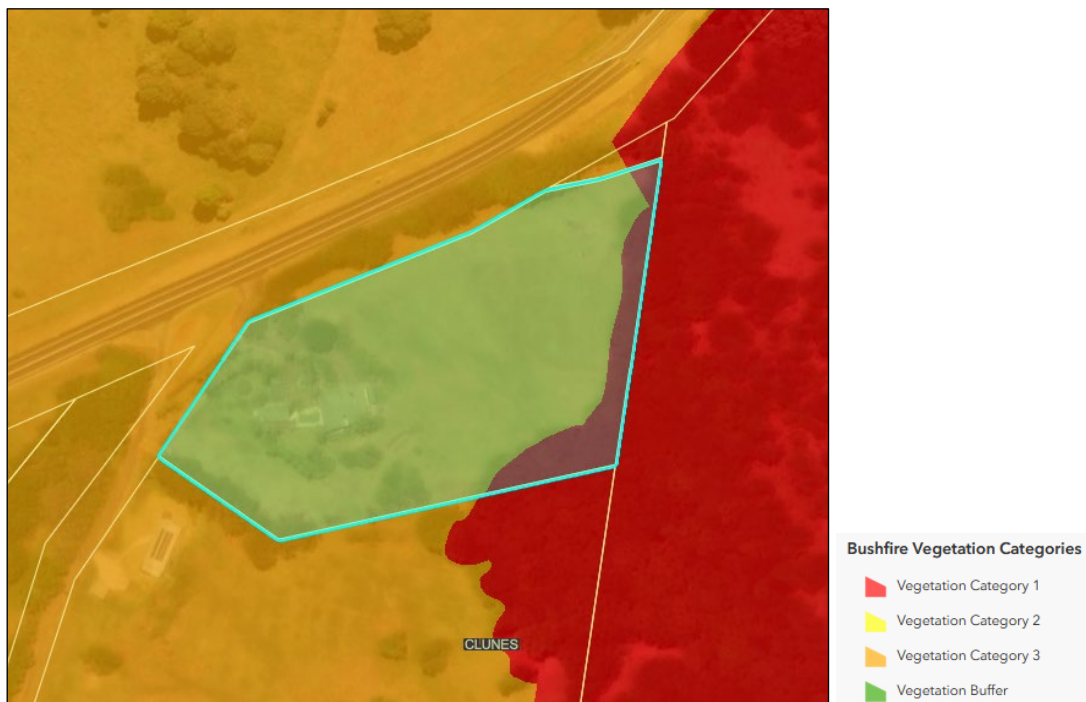 CLUNES
Bushfire Vegetation Categories
Vegetation Category 1
Vegetation Category 2
Vegetation Category 3
Vegetation Buffer